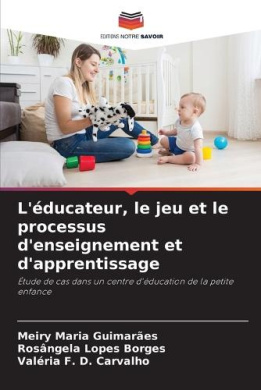 EDITIONS NOTRE SAVOIR
L'éducateur, le jeu et le
processus
d'enseignement et
d'apprentissage
Étude de cas dans un centre d'éducation de la petite
enfance
Meiry Maria Guimarães
Rosângela Lopes Borges
Valéria F. D. Carvalho